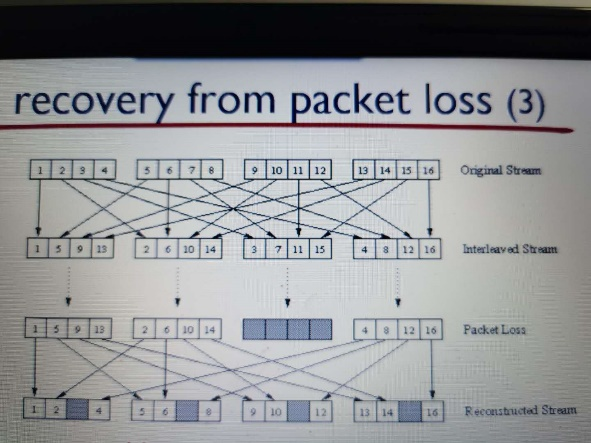 recovery from packet loss (3)
1 2 3 4 5 6 7 8 9 10 11 12 13 14 15 16 Original Stream
1 5 9 13 2 6 10 14 3 7 11 15 4 8 12 16 Interleaved Stream
1 5 9 13 2 6 10 14 4 8 12 16 Packet Loss
1 2 4 5 6 8 9 10 12 13 14 16 Reconstructed Stream